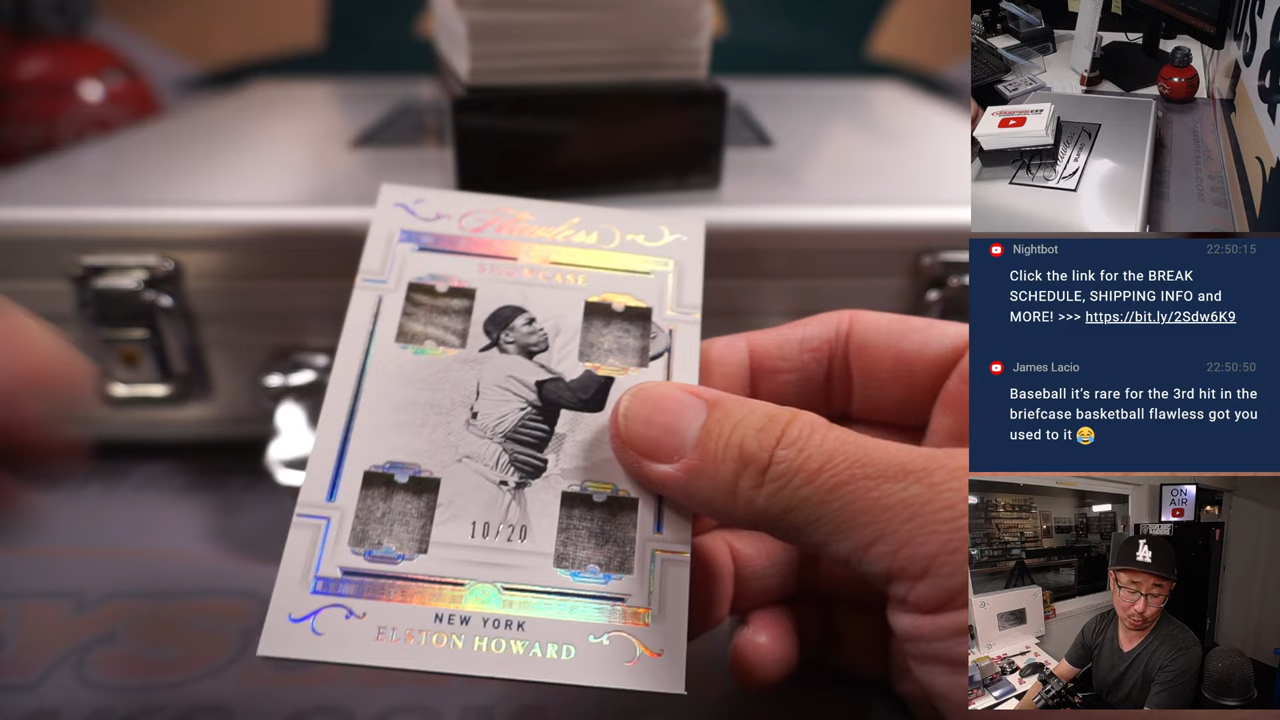 Flawless
SHOWCASE
10/20
NEW YORK
ELSTON HOWARD
Flawless
Nightbot
22:50:15
Click the link for the BREAK
SCHEDULE, SHIPPING INFO and
MORE! >>> https://bit.ly/2Sdw6K9
James Lacio
22:50:50
Baseball it's rare for the 3rd hit in the
briefcase basketball flawless got you
used to it 😂
ON
AIR
LA